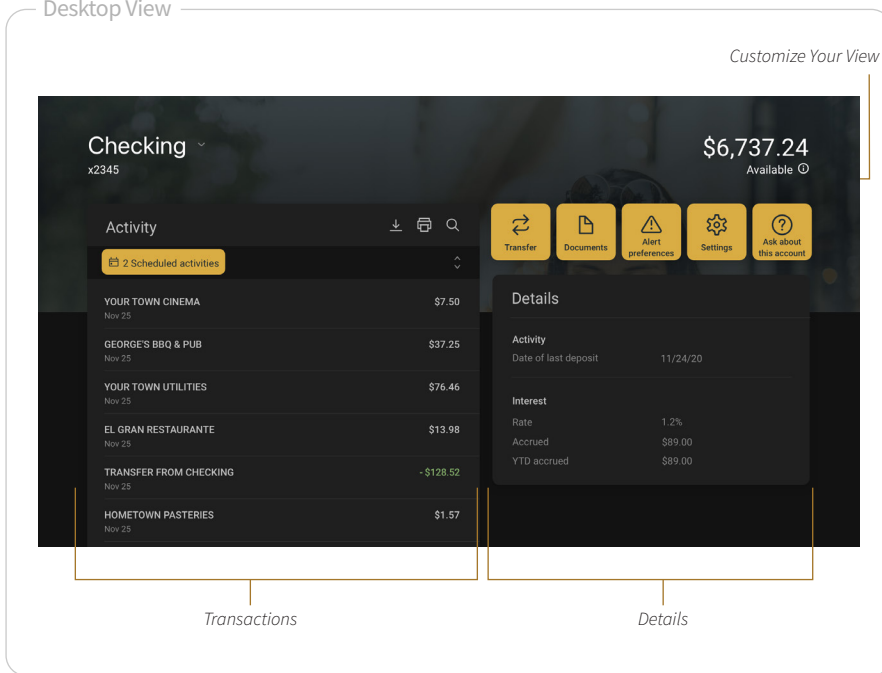 Desktop View
Customize Your View
Checking
x2345
$6,737.24
Available
Activity
2 Scheduled activities
Transfer
Documents
Alert
preferences
Settings
Ask about
this account
YOUR TOWN CINEMA $7.50
Nov 25
GEORGE'S BBQ & PUB $37.25
Nov 25
YOUR TOWN UTILITIES $76.46
Nov 25
EL GRAN RESTAURANTE $13.98
Nov 25
TRANSFER FROM CHECKING - $128.52
Nov 25
HOMETOWN PASTERIES $1.57
Nov 25
Details
Activity
Date of last deposit 11/24/20
Interest
Rate 1.2%
Accrued $89.00
YTD accrued $89.00
Transactions
Details